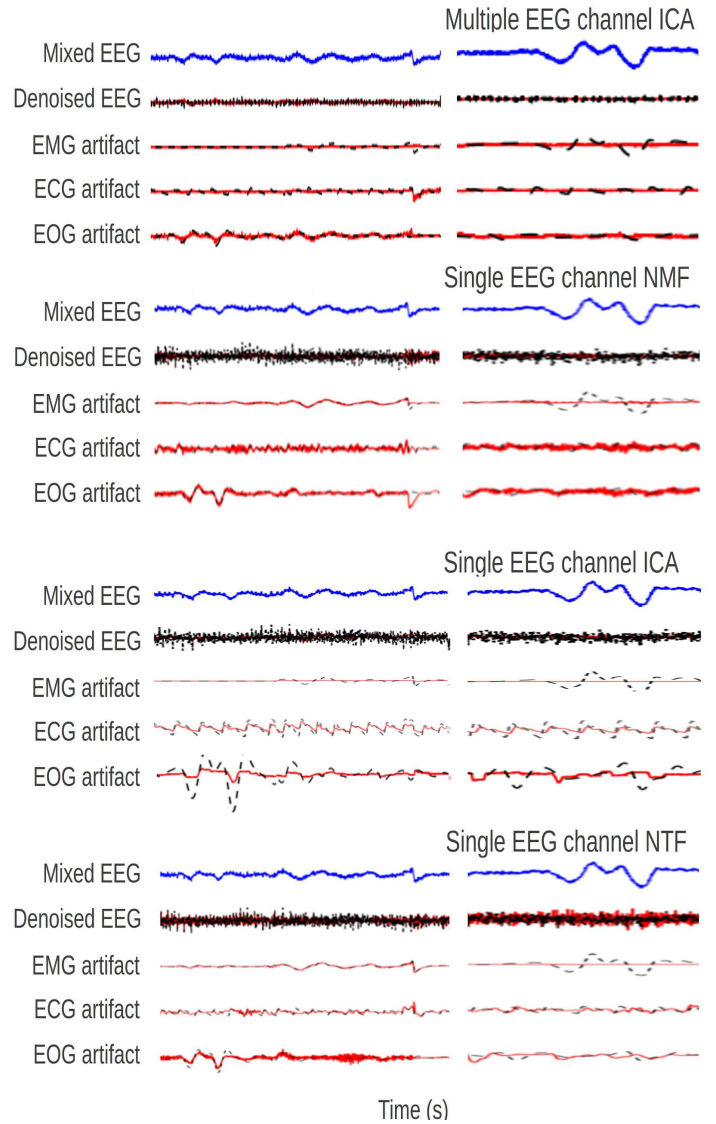 Multiple EEG channel ICA
Mixed EEG
Denoised EEG
EMG artifact
ECG artifact
EOG artifact
Single EEG channel NMF
Mixed EEG
Denoised EEG
EMG artifact
ECG artifact
EOG artifact
Single EEG channel ICA
Mixed EEG
Denoised EEG
EMG artifact
ECG artifact
EOG artifact
Single EEG channel NTF
Mixed EEG
Denoised EEG
EMG artifact
ECG artifact
EOG artifact
Time (s)